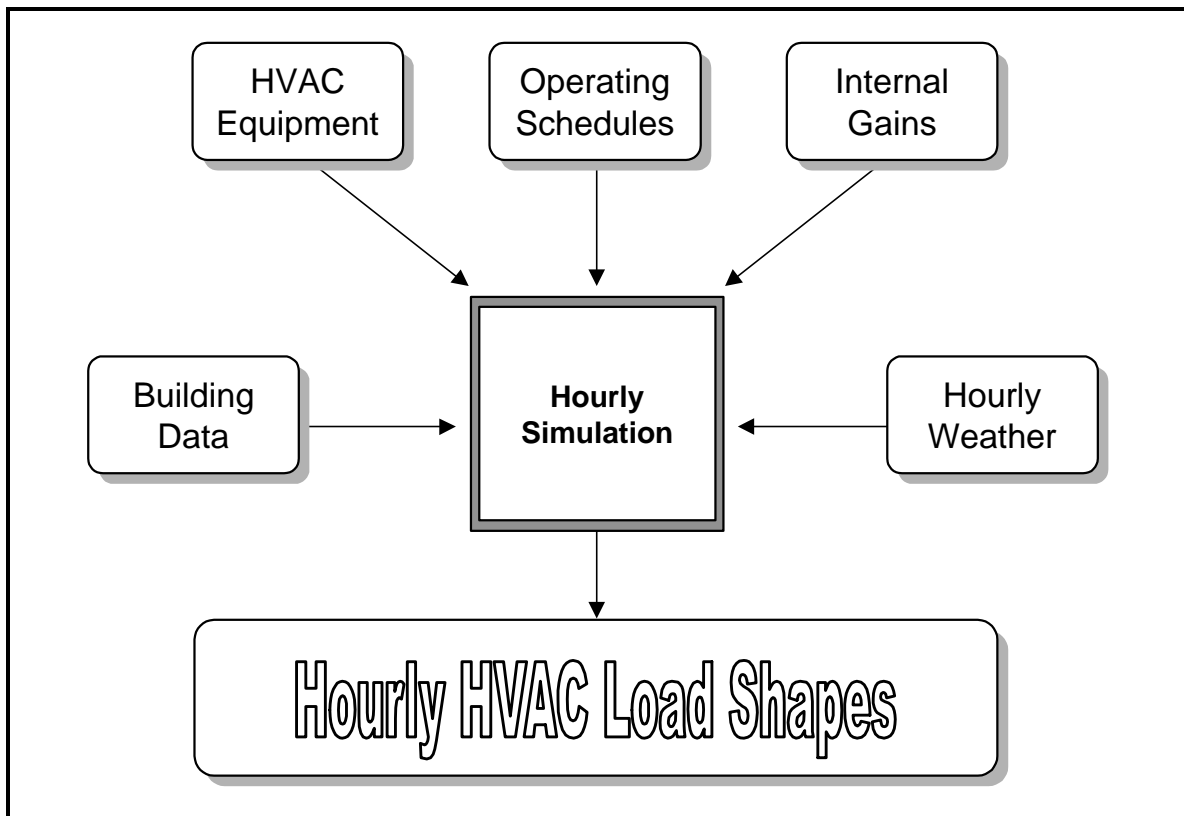 HVAC
Equipment
Operating
Schedules
Internal
Gains
Building
Data
Hourly
Simulation
Hourly
Weather
Hourly HVAC Load Shapes